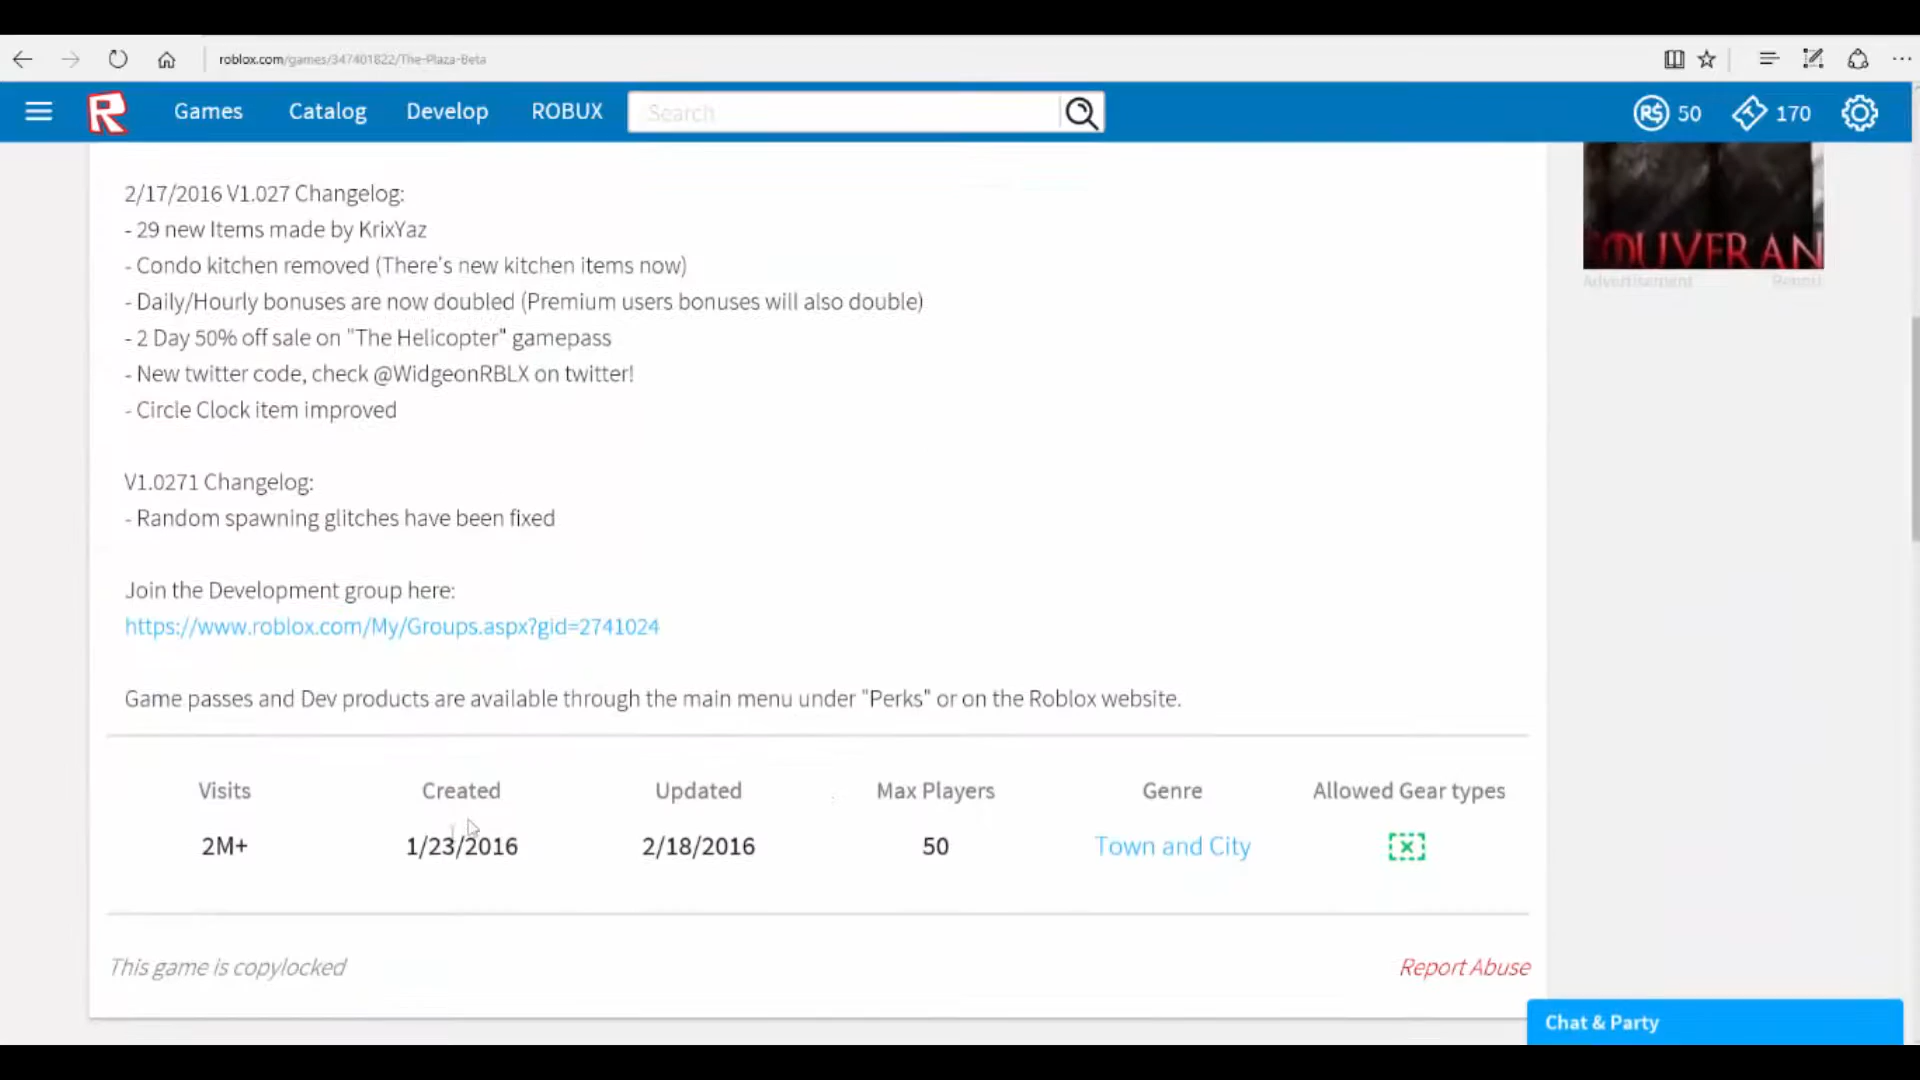 roblox.com/games/347401822/The-Plaza-Beta
Games Catalog Develop ROBUX Search R$ 50 170
2/17/2016 V1.027 Changelog:
- 29 new Items made by KrixYaz
- Condo kitchen removed (There's new kitchen items now)
- Daily/Hourly bonuses are now doubled (Premium users bonuses will also double)
- 2 Day 50% off sale on "The Helicopter" gamepass
- New twitter code, check @WidgeonRBLX on twitter!
- Circle Clock item improved
V1.0271 Changelog:
- Random spawning glitches have been fixed
Join the Development group here:
https://www.roblox.com/My/Groups.aspx?gid=2741024
Game passes and Dev products are available through the main menu under "Perks" or on the Roblox website.
Visits Created Updated Max Players Genre Allowed Gear types
2M+ 1/23/2016 2/18/2016 50 Town and City
This game is copylocked Report Abuse
Advertisement Report
Chat & Party